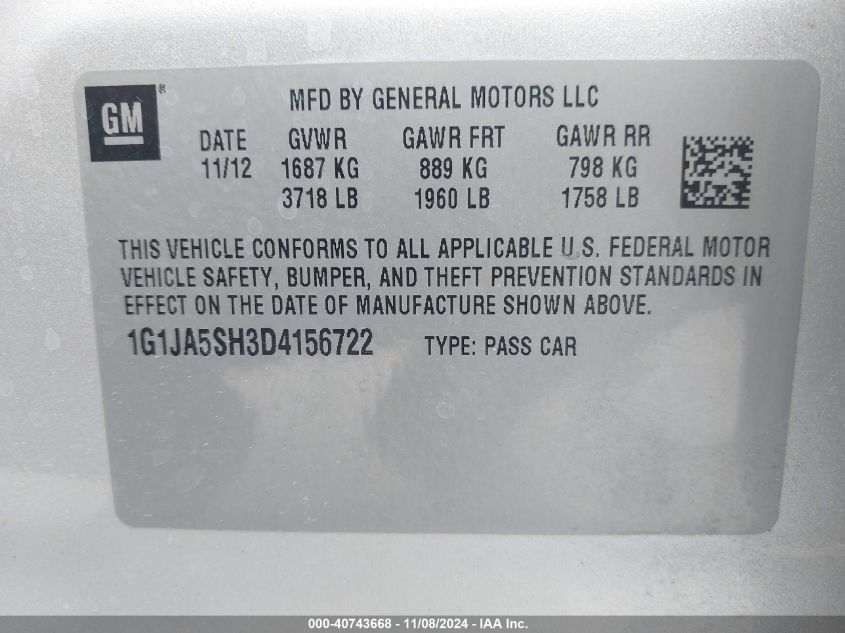 GM®
MFD BY GENERAL MOTORS LLC
DATE GVWR GAWR FRT GAWR RR
11/12 1687 KG 889 KG 798 KG
3718 LB 1960 LB 1758 LB
THIS VEHICLE CONFORMS TO ALL APPLICABLE U.S. FEDERAL MOTOR
VEHICLE SAFETY, BUMPER, AND THEFT PREVENTION STANDARDS IN
EFFECT ON THE DATE OF MANUFACTURE SHOWN ABOVE.
1G1JA5SH3D4156722 TYPE: PASS CAR
000-40743668 - 11/08/2024 - IAA Inc.